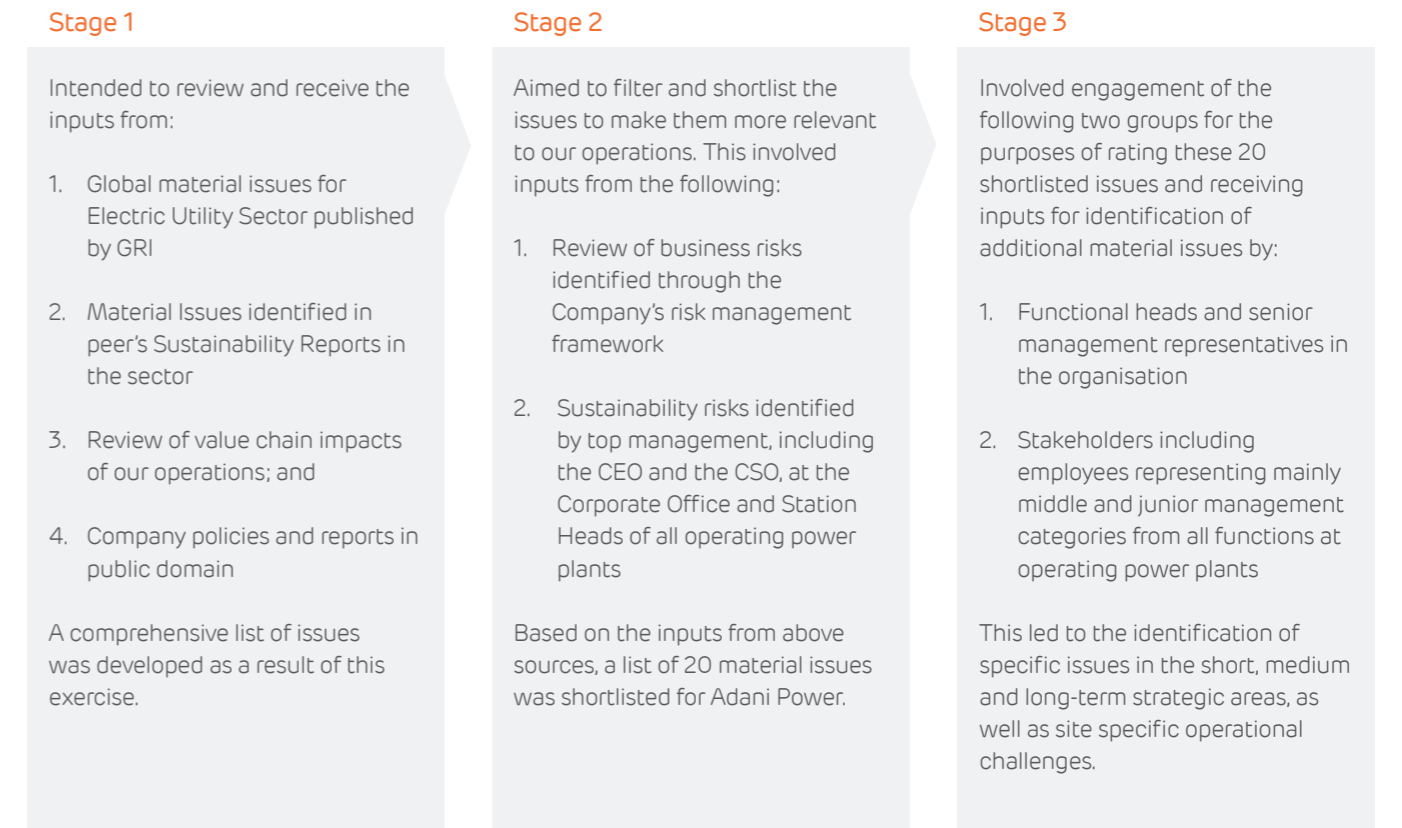 Stage 1
Intended to review and receive the
inputs from:
1. Global material issues for
Electric Utility Sector published
by GRI
2. Material Issues identified in
peer's Sustainability Reports in
the sector
3. Review of value chain impacts
of our operations; and
4. Company policies and reports in
public domain
A comprehensive list of issues
was developed as a result of this
exercise.
Stage 2
Aimed to filter and shortlist the
issues to make them more relevant
to our operations. This involved
inputs from the following:
1. Review of business risks
identified through the
Company's risk management
framework
2. Sustainability risks identified
by top management, including
the CEO and the CSO, at the
Corporate Office and Station
Heads of all operating power
plants
Based on the inputs from above
sources, a list of 20 material issues
was shortlisted for Adani Power.
Stage 3
Involved engagement of the
following two groups for the
purposes of rating these 20
shortlisted issues and receiving
inputs for identification of
additional material issues by:
1. Functional heads and senior
management representatives in
the organisation
2. Stakeholders including
employees representing mainly
middle and junior management
categories from all functions at
operating power plants
This led to the identification of
specific issues in the short, medium
and long-term strategic areas, as
well as site specific operational
challenges.